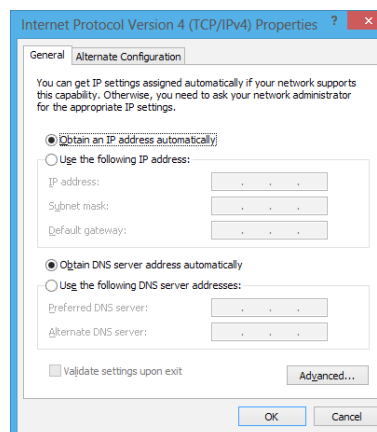 Internet Protocol Version 4 (TCP/IPv4) Properties ? ×
General Alternate Configuration
You can get IP settings assigned automatically if your network supports
this capability. Otherwise, you need to ask your network administrator
for the appropriate IP settings.
Obtain an IP address automatically
Use the following IP address:
IP address: . . .
Subnet mask: . . .
Default gateway: . . .
Obtain DNS server address automatically
Use the following DNS server addresses:
Preferred DNS server: . . .
Alternate DNS server: . . .
Validate settings upon exit
Advanced...
OK Cancel